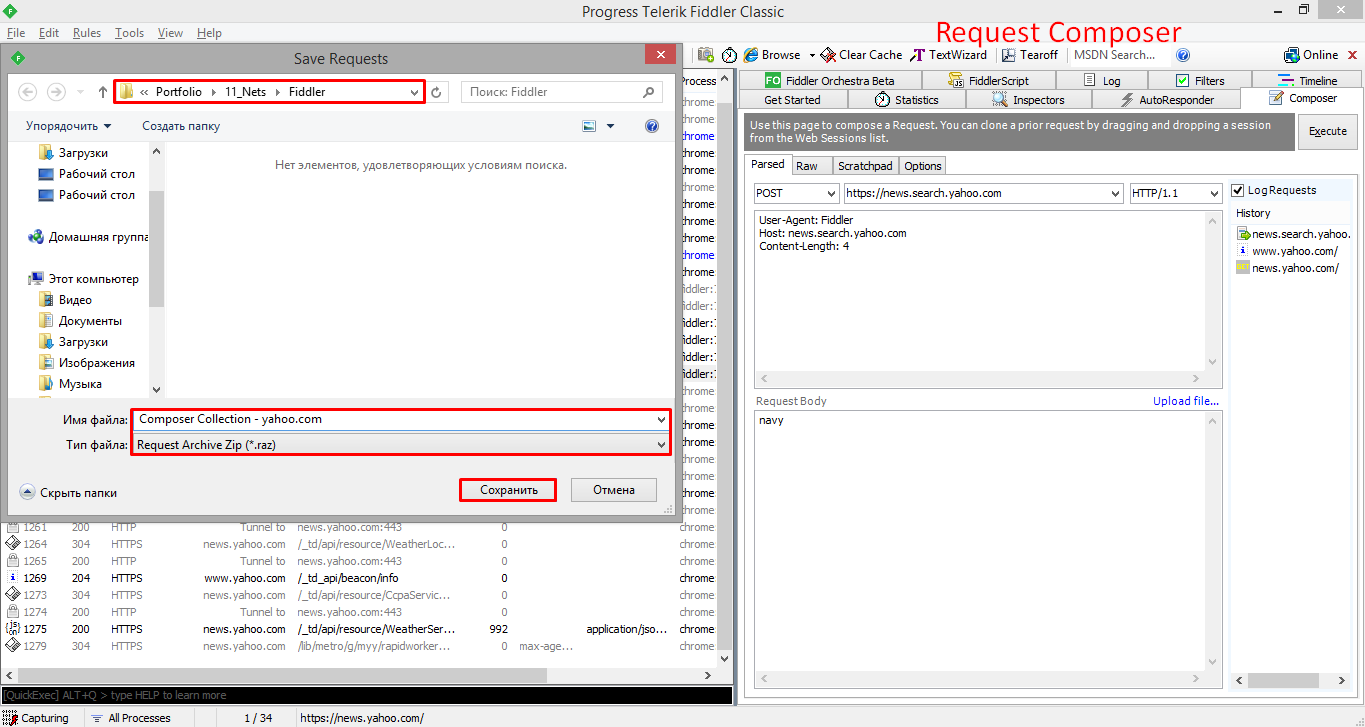 Progress Telerik Fiddler Classic
File Edit Rules Tools View Help
Request Composer
Browse Clear Cache TextWizard Tearoff MSDN Search... Online
Save Requests
« Portfolio 11_Nets Fiddler
Поиск: Fiddler
Упорядочить Создать папку
Загрузки
Рабочий стол
Рабочий стол
Домашная группа
Этот компьютер
Видео
Документы
Загрузки
Изображения
Музыка
Нет элементов, удовлетворяющих условиям поиска.
Имя файла: Composer Collection - yahoo.com
Тип файла: Request Archive Zip (*.raz)
Скрыть папки
Сохранить Отмена
Process
chrome:
chrome:
chrome:
chrome:
chrome:
chrome:
chrome:
chrome:
chrome:
chrome:
chrome:
fiddler:7
fiddler:7
fiddler:7
fiddler:7
fiddler:7
fiddler:7
chrome:
chrome:
chrome:
chrome:
chrome:
chrome:
chrome:
chrome:
1261 200 HTTP Tunnel to news.yahoo.com:443 0 chrome:
1264 304 HTTPS news.yahoo.com /_td/api/resource/WeatherLoc... 0 chrome:
1265 200 HTTP Tunnel to news.yahoo.com:443 0 chrome:
1269 204 HTTPS www.yahoo.com /_td_api/beacon/info 0 chrome:
1273 304 HTTPS news.yahoo.com /_td/api/resource/CcpaServic... 0 chrome:
1274 200 HTTP Tunnel to news.yahoo.com:443 0 chrome:
1275 200 HTTPS news.yahoo.com /_td/api/resource/WeatherSer... 992 application/jso... chrome:
1279 304 HTTPS news.yahoo.com /lib/metro/g/myy/rapidworker... 0 max-age... chrome:
[QuickExec] ALT+Q > type HELP to learn more
Capturing All Processes 1 / 34 https://news.yahoo.com/
FO Fiddler Orchestra Beta FiddlerScript Log Filters Timeline
Get Started Statistics Inspectors AutoResponder Composer
Use this page to compose a Request. You can clone a prior request by dragging and dropping a session
from the Web Sessions list.
Execute
Parsed Raw Scratchpad Options
POST https://news.search.yahoo.com HTTP/1.1
User-Agent: Fiddler
Host: news.search.yahoo.com
Content-Length: 4
Request Body Upload file...
navy
Log Requests
History
news.search.yahoo.
www.yahoo.com/
news.yahoo.com/